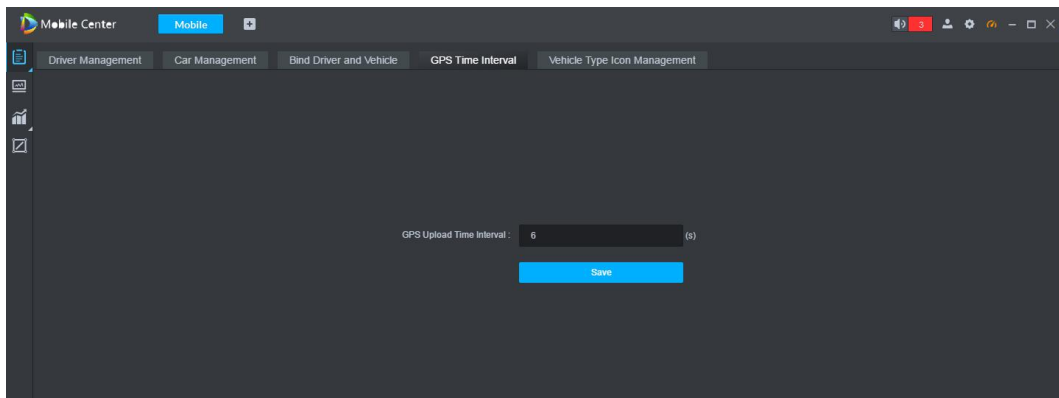 Mobile Center Mobile 3
Driver Management Car Management Bind Driver and Vehicle GPS Time Interval Vehicle Type Icon Management
GPS Upload Time Interval : 6 (s)
Save